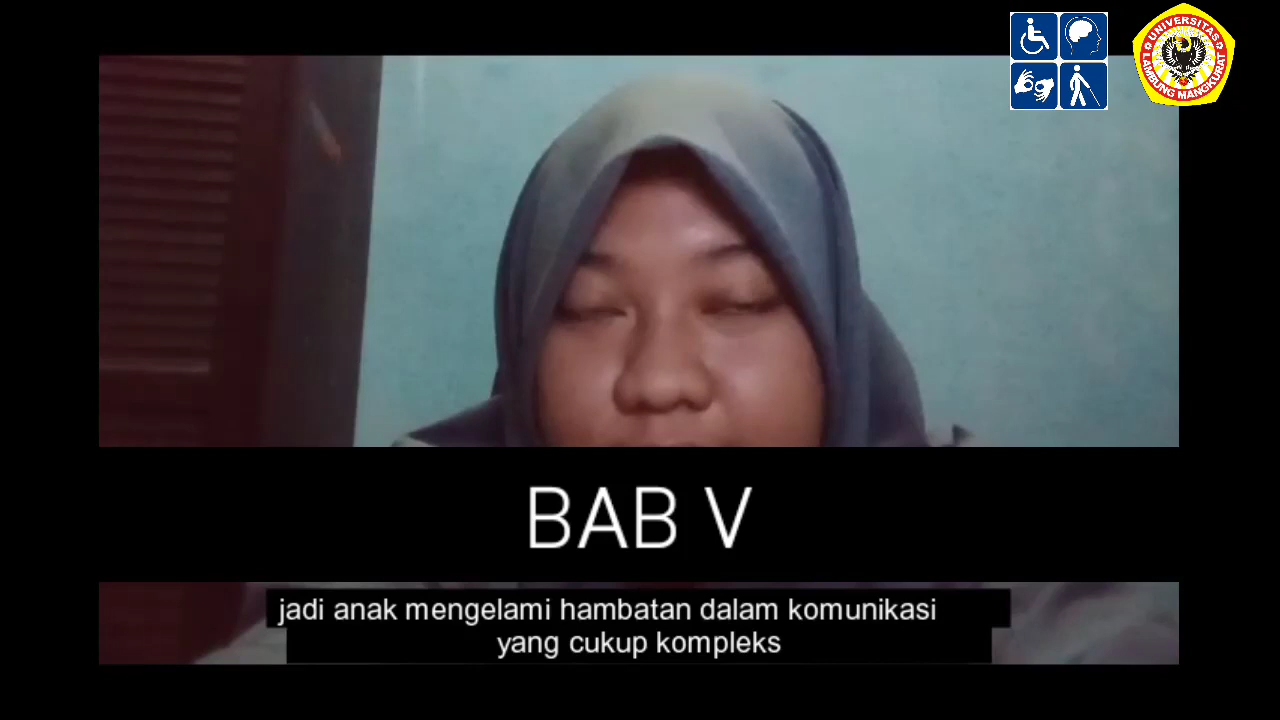 UNIVERSITAS
LAMBUNG MANGKURAT
BAB V
jadi anak mengelami hambatan dalam komunikasi
yang cukup kompleks